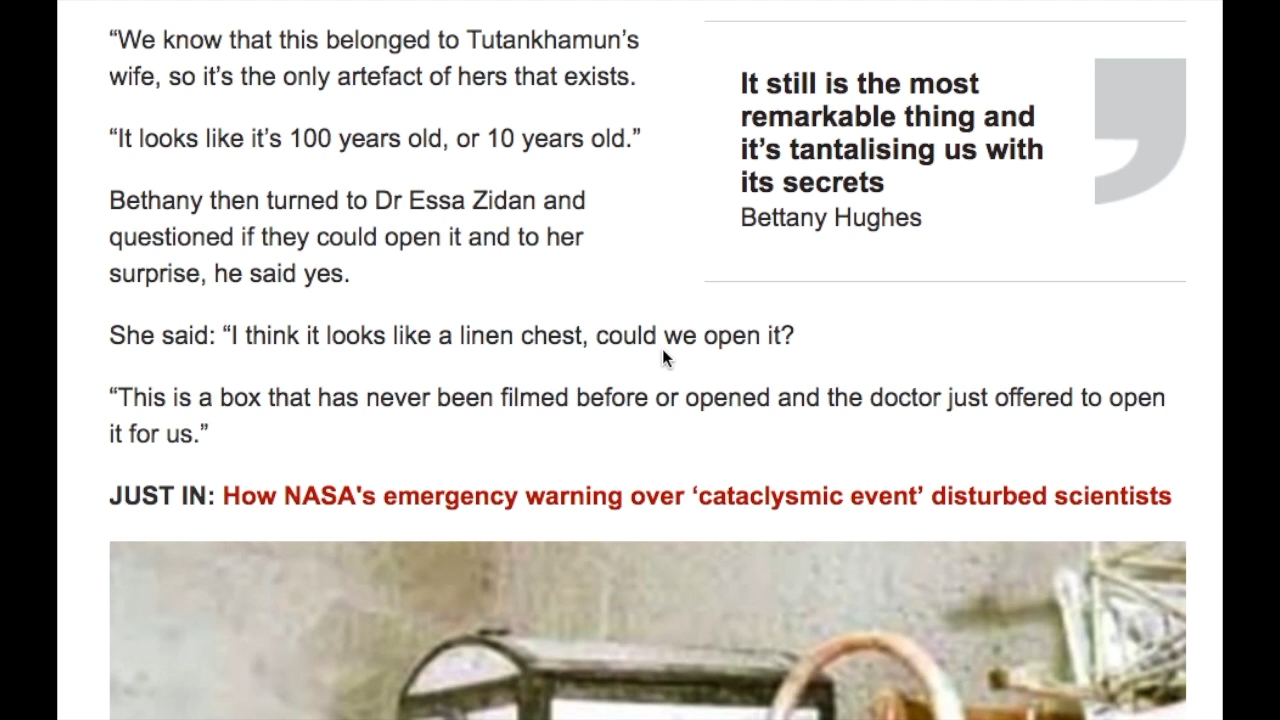 “We know that this belonged to Tutankhamun’s
wife, so it’s the only artefact of hers that exists.
“It looks like it’s 100 years old, or 10 years old.”
Bethany then turned to Dr Essa Zidan and
questioned if they could open it and to her
surprise, he said yes.
It still is the most
remarkable thing and
it’s tantalising us with
its secrets
Bettany Hughes
She said: “I think it looks like a linen chest, could we open it?
“This is a box that has never been filmed before or opened and the doctor just offered to open
it for us.”
JUST IN: How NASA's emergency warning over ‘cataclysmic event’ disturbed scientists